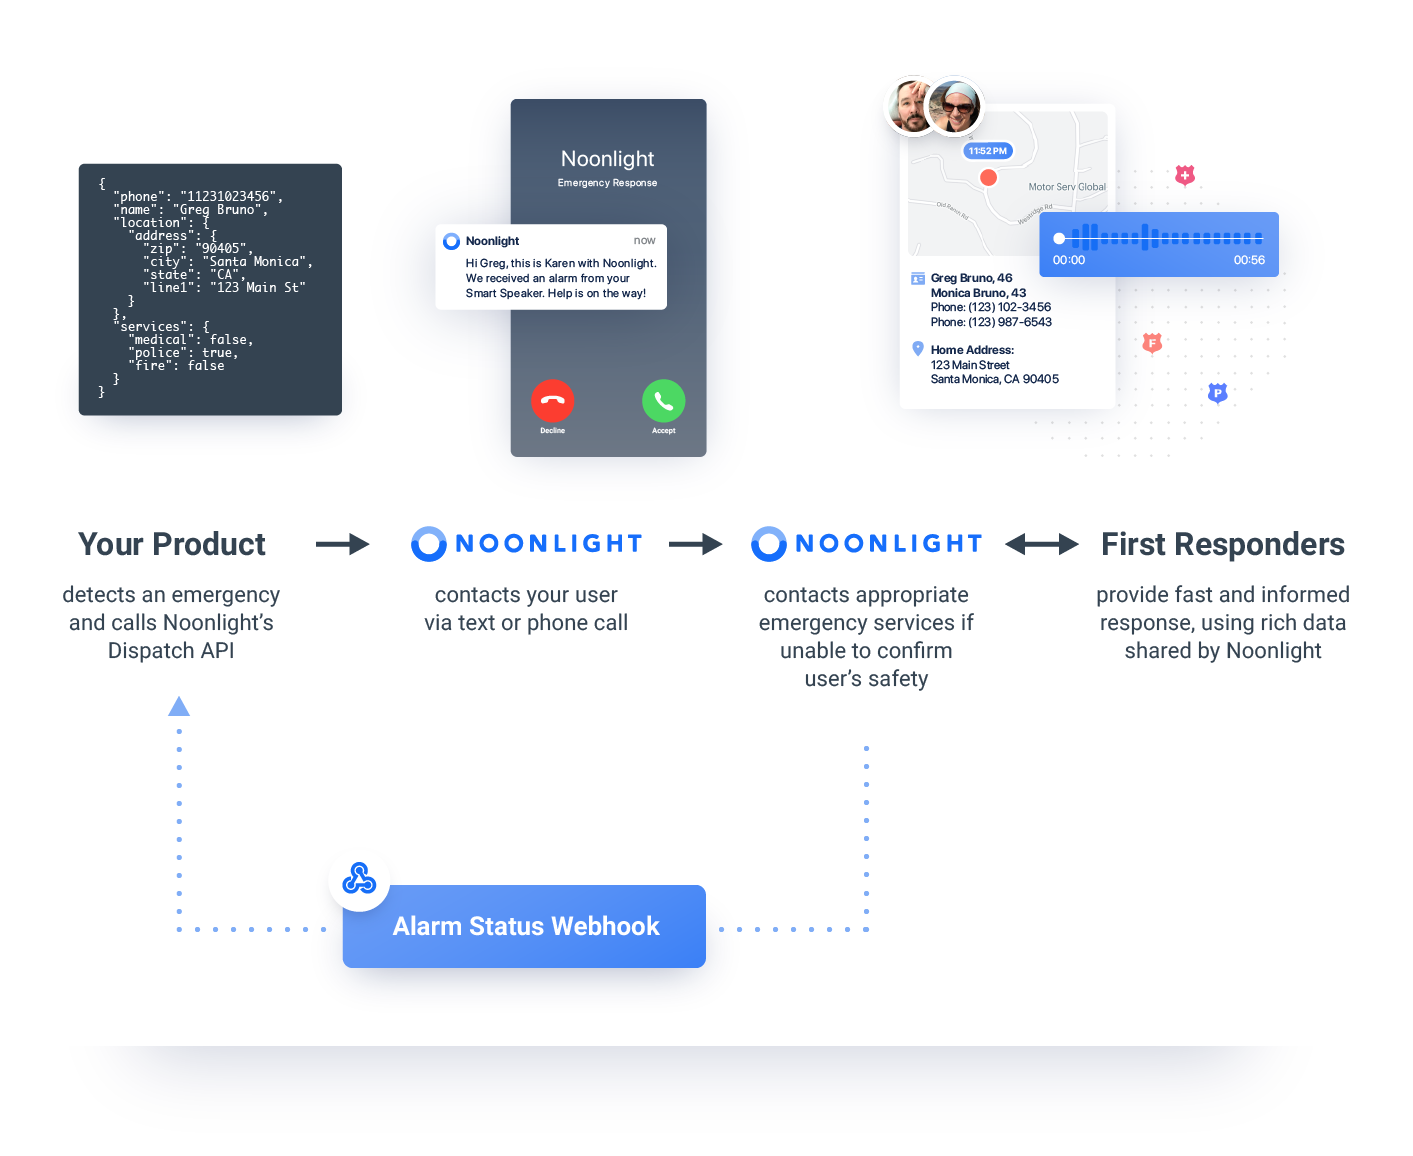 {
"phone": "11231023456",
"name": "Greg Bruno",
"location": {
"address": {
"zip": "90405",
"city": "Santa Monica",
"state": "CA",
"line1": "123 Main St"
}
},
"services": {
"medical": false,
"police": true,
"fire": false
}
}
Noonlight
Emergency Response
Noonlight now
Hi Greg, this is Karen with Noonlight.
We received an alarm from your
Smart Speaker. Help is on the way!
Decline
Accept
11:52 PM
Motor Serv Global
Old Ranch Rd
Westridge Rd
00:00
00:56
Greg Bruno, 46
Monica Bruno, 43
Phone: (123) 102-3456
Phone: (123) 987-6543
Home Address:
123 Main Street
Santa Monica, CA 90405
F
P
Your Product
detects an emergency
and calls Noonlight’s
Dispatch API
NOONLIGHT
contacts your user
via text or phone call
NOONLIGHT
contacts appropriate
emergency services if
unable to confirm
user’s safety
First Responders
provide fast and informed
response, using rich data
shared by Noonlight
Alarm Status Webhook